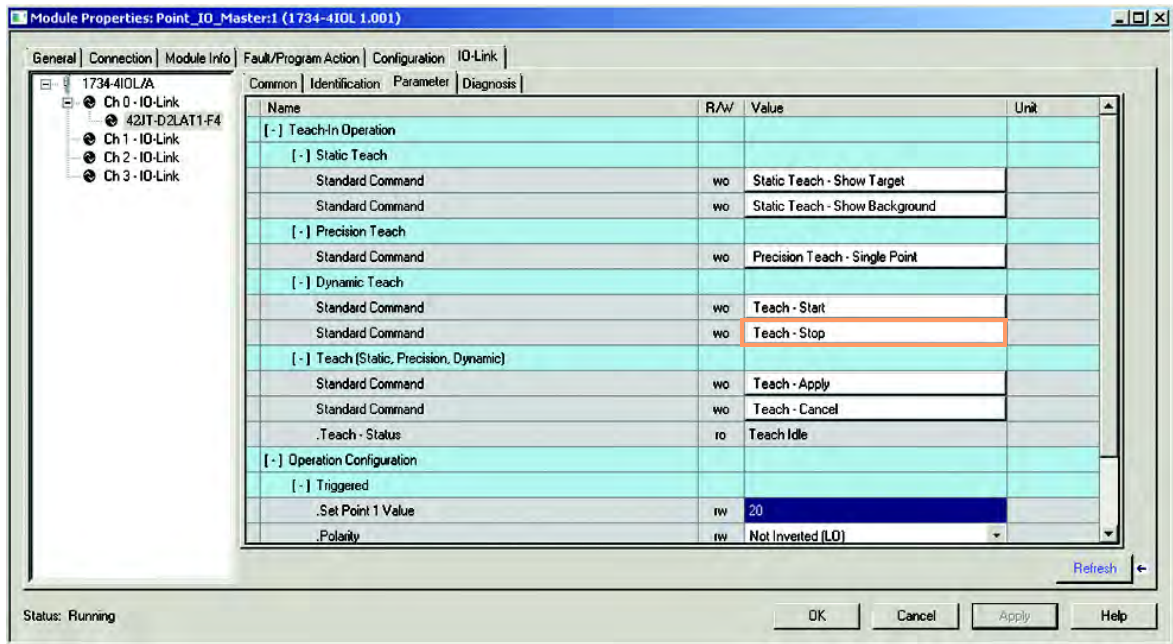 Module Properties: Point_IO_Master:1 (1734-4IOL 1.001)
General Connection Module Info Fault/Program Action Configuration IO-Link
1734-4IOL/A
Ch 0 - IO-Link
42JT-D2LAT1-F4
Ch 1 - IO-Link
Ch 2 - IO-Link
Ch 3 - IO-Link
Common Identification Parameter Diagnosis
Name R/W Value Unit
[-] Teach-In Operation
[-] Static Teach
Standard Command wo Static Teach - Show Target
Standard Command wo Static Teach - Show Background
[-] Precision Teach
Standard Command wo Precision Teach - Single Point
[-] Dynamic Teach
Standard Command wo Teach - Start
Standard Command wo Teach - Stop
[-] Teach (Static, Precision, Dynamic)
Standard Command wo Teach - Apply
Standard Command wo Teach - Cancel
.Teach - Status ro Teach Idle
[-] Operation Configuration
[-] Triggered
.Set Point 1 Value rw 20
.Polarity rw Not Inverted (LO)
Refresh
Status: Running OK Cancel Apply Help